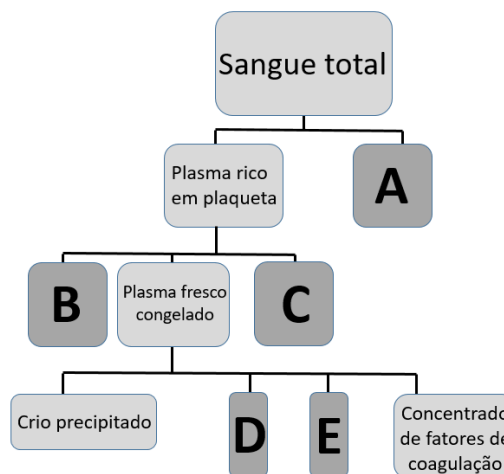 Sangue total
Plasma rico
em plaqueta
A
B
Plasma fresco
congelado
C
Crio precipitado
D
E
Concentrado
de fatores de
coagulação